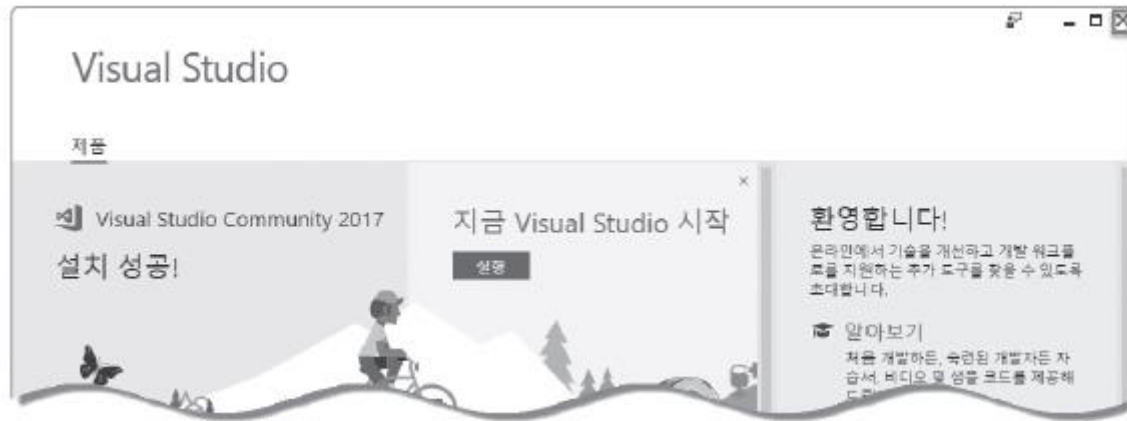 Visual Studio
제품
Visual Studio Community 2017
설치 성공!
지금 Visual Studio 시작
실행
환영합니다!
온라인에서 기술을 개선하고 개발 워크플
로를 지원하는 추가 도구를 찾을 수 있도록
초대합니다.
알아보기
처음 개발하든, 숙련된 개발자든 자
습서, 비디오 및 샘플 코드를 제공해